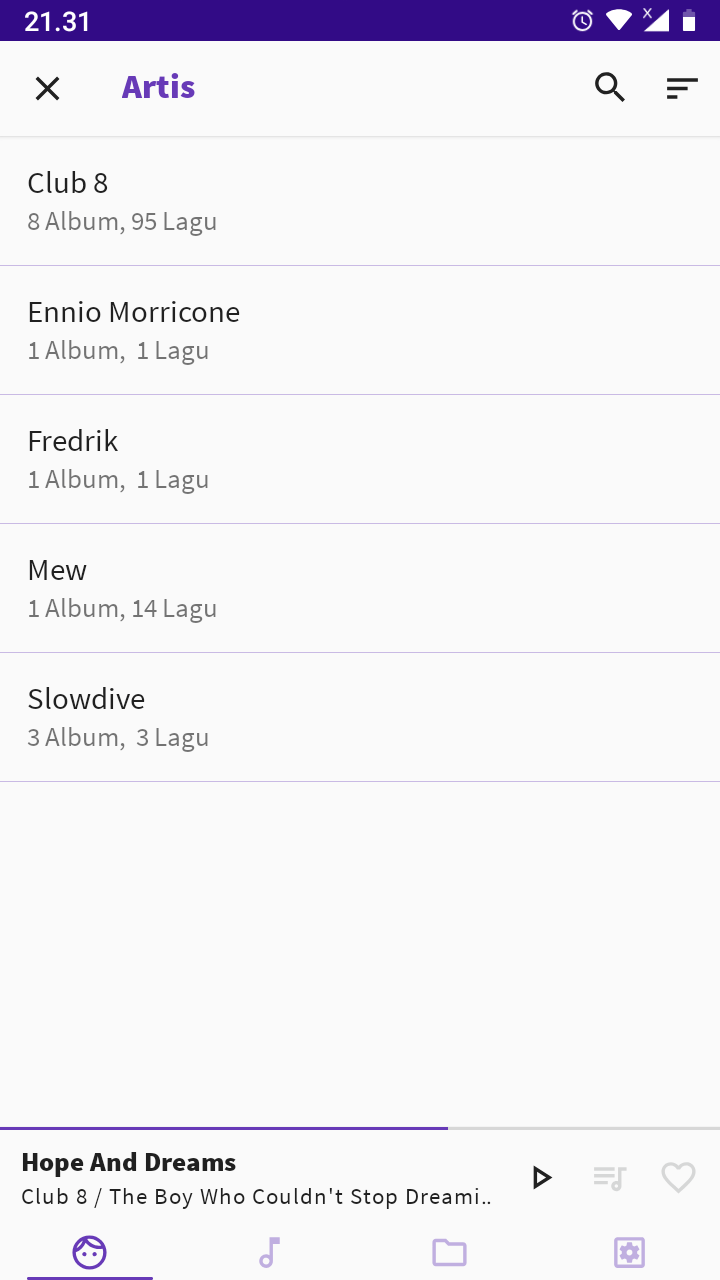 21.31
X
Artis
Club 8
8 Album, 95 Lagu
Ennio Morricone
1 Album, 1 Lagu
Fredrik
1 Album, 1 Lagu
Mew
1 Album, 14 Lagu
Slowdive
3 Album, 3 Lagu
Hope And Dreams
Club 8 / The Boy Who Couldn't Stop Dreami..